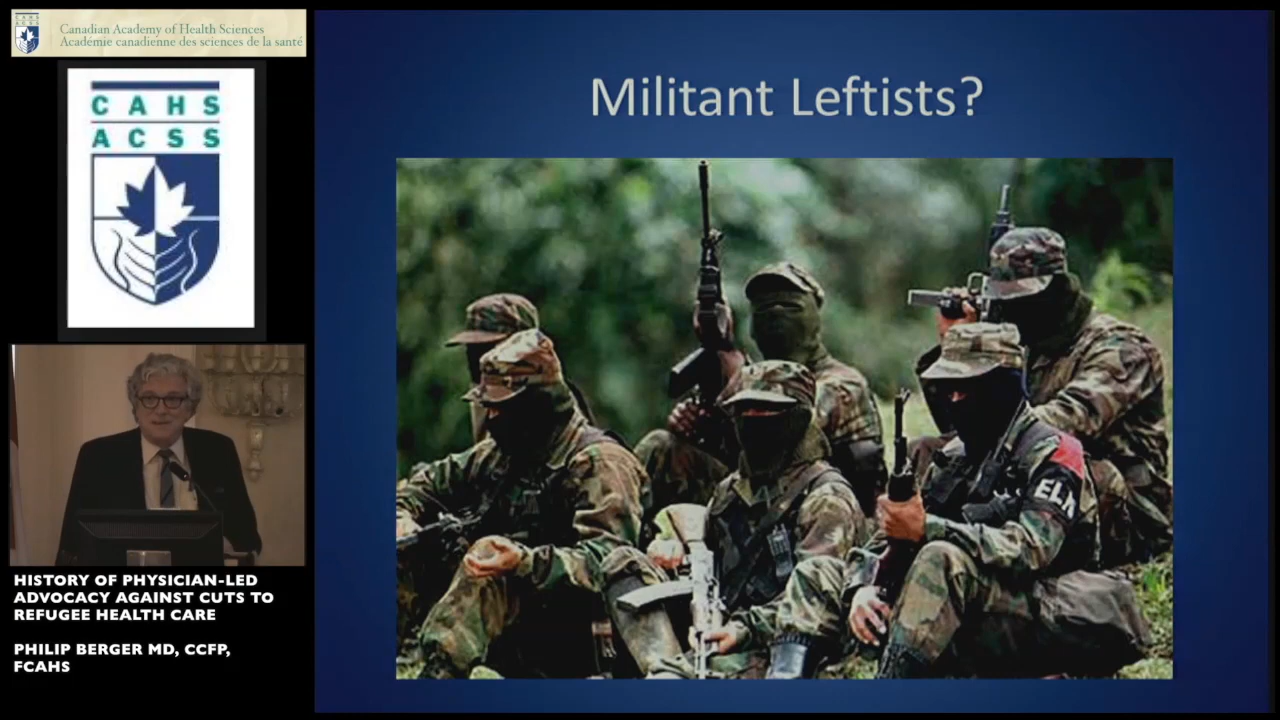 Canadian Academy of Health Sciences
Académie canadienne des sciences de la santé
CAHS
ACSS
HISTORY OF PHYSICIAN-LED
ADVOCACY AGAINST CUTS TO
REFUGEE HEALTH CARE
PHILIP BERGER MD, CCFP,
FCAHS
Militant Leftists?
ELN